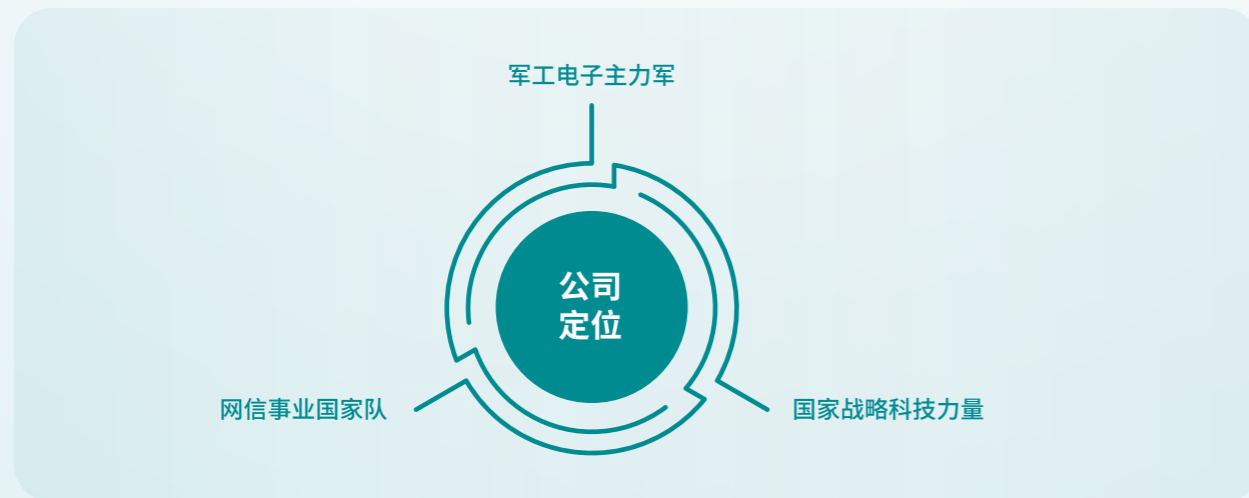 军工电子主力军
公司
定位
网信事业国家队
国家战略科技力量